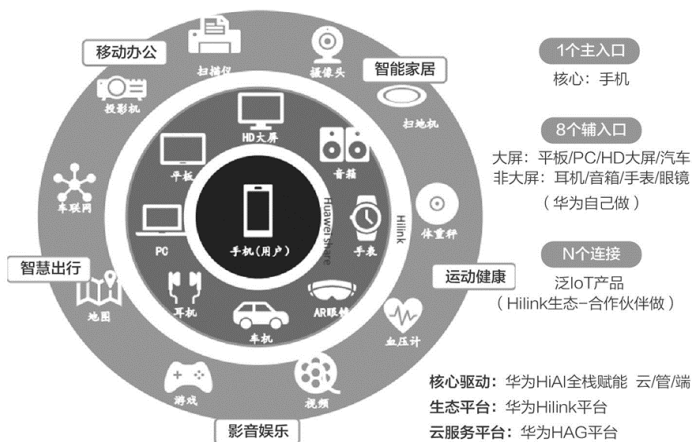 移动办公
扫描仪
摄像头
智能家居
投影机
扫地机
HD大屏
平板
音箱
车联网
PC
手机(用户)
Huawei share
手表
Hilink
体重秤
智慧出行
地图
耳机
车机
AR眼镜
血压计
运动健康
游戏
视频
影音娱乐
1个主入口
核心：手机
8个辅入口
大屏：平板/PC/HD大屏/汽车
非大屏：耳机/音箱/手表/眼镜
（华为自己做）
N个连接
泛IoT产品
（Hilink生态-合作伙伴做）
核心驱动：华为HiAI全栈赋能 云/管/端
生态平台：华为Hilink平台
云服务平台：华为HAG平台